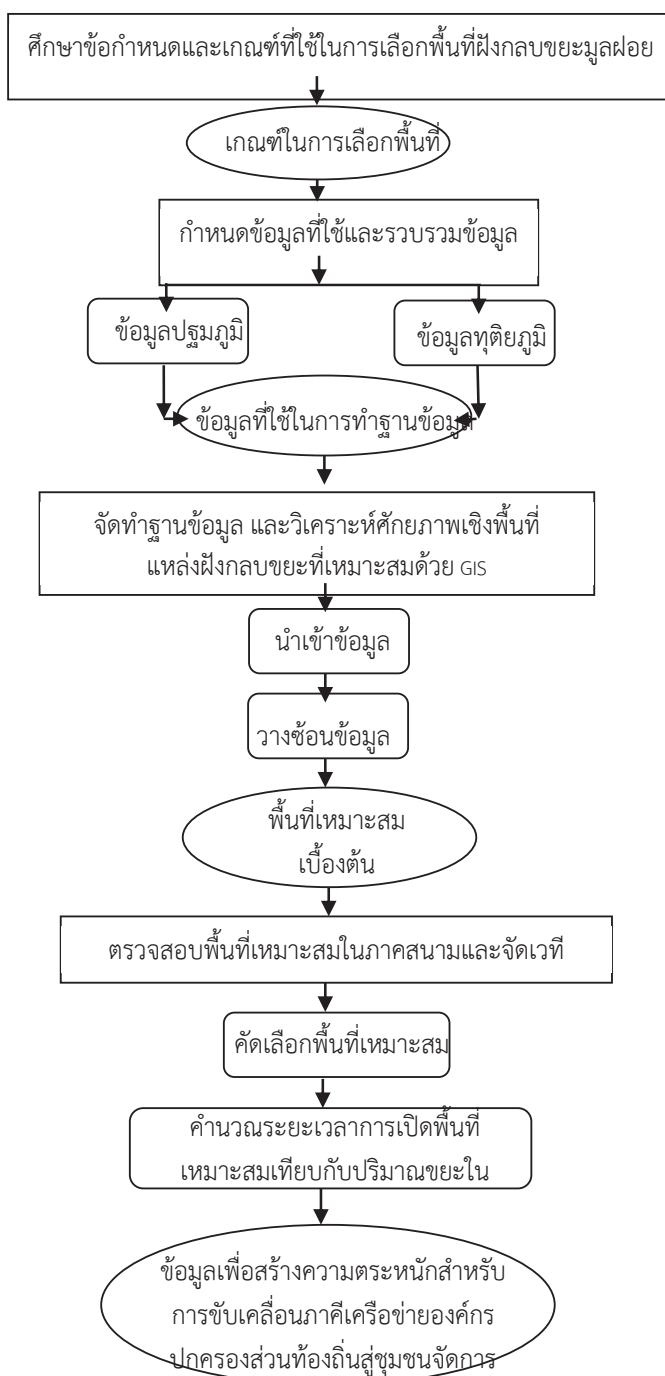 ศึกษาข้อกำหนดและเกณฑ์ที่ใช้ในการเลือกพื้นที่ฝังกลบขยะมูลฝอย
เกณฑ์ในการเลือกพื้นที่
กำหนดข้อมูลที่ใช้และรวบรวมข้อมูล
ข้อมูลปฐมภูมิ
ข้อมูลทุติยภูมิ
ข้อมูลที่ใช้ในการทำฐานข้อมูล
จัดทำฐานข้อมูล และวิเคราะห์ศักยภาพเชิงพื้นที่
แหล่งฝังกลบขยะที่เหมาะสมด้วย GIS
นำเข้าข้อมูล
วางซ้อนข้อมูล
พื้นที่เหมาะสม
เบื้องต้น
ตรวจสอบพื้นที่เหมาะสมในภาคสนามและจัดเวที
คัดเลือกพื้นที่เหมาะสม
คำนวณระยะเวลาการเปิดพื้นที่
เหมาะสมเทียบกับปริมาณขยะใน
ข้อมูลเพื่อสร้างความตระหนักสำหรับ
การขับเคลื่อนภาคีเครือข่ายองค์กร
ปกครองส่วนท้องถิ่นสู่ชุมชนจัดการ